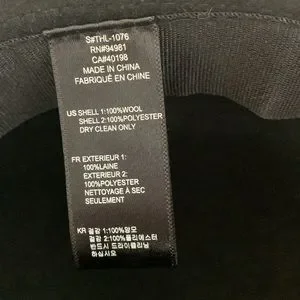 S#THL-1076
RN#94981
CA#40198
MADE IN CHINA
FABRIQUÉ EN CHINE
US SHELL 1:100%WOOL
SHELL 2:100%POLYESTER
DRY CLEAN ONLY
FR EXTERIEUR 1:
100%LAINE
EXTERIEUR 2:
100%POLYESTER
NETTOYAGE À SEC
SEULEMENT
KR 겉감 1:100%양모
겉감 2:100%폴리에스터
반드시 드라이클리닝
하십시오